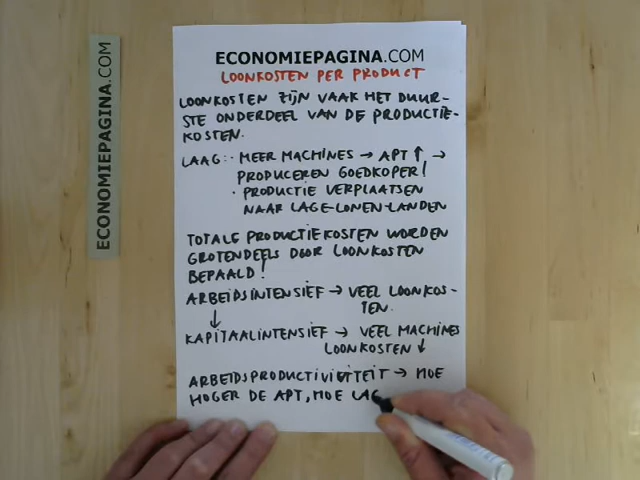 ECONOMIEPAGINA.COM
ECONOMIEPAGINA.COM
LOONKOSTEN PER PRODUCT
LOONKOSTEN ZIJN VAAK HET DUUR-
STE ONDERDEEL VAN DE PRODUCTIE-
KOSTEN.
LAAG: · MEER MACHINES → APT ↑ →
PRODUCEREN GOEDKOPER!
· PRODUCTIE VERPLAATSEN
NAAR LAGE-LONEN-LANDEN
TOTALE PRODUCTIEKOSTEN WORDEN
GROTENDEELS DOOR LOONKOSTEN
BEPAALD!
ARBEIDSINTENSIEF → VEEL LOONKOS-
TEN.
↓
KAPITAALINTENSIEF → VEEL MACHINES
LOONKOSTEN ↓
ARBEIDSPRODUCTIVITEIT → HOE
HOGER DE APT, HOE LAG